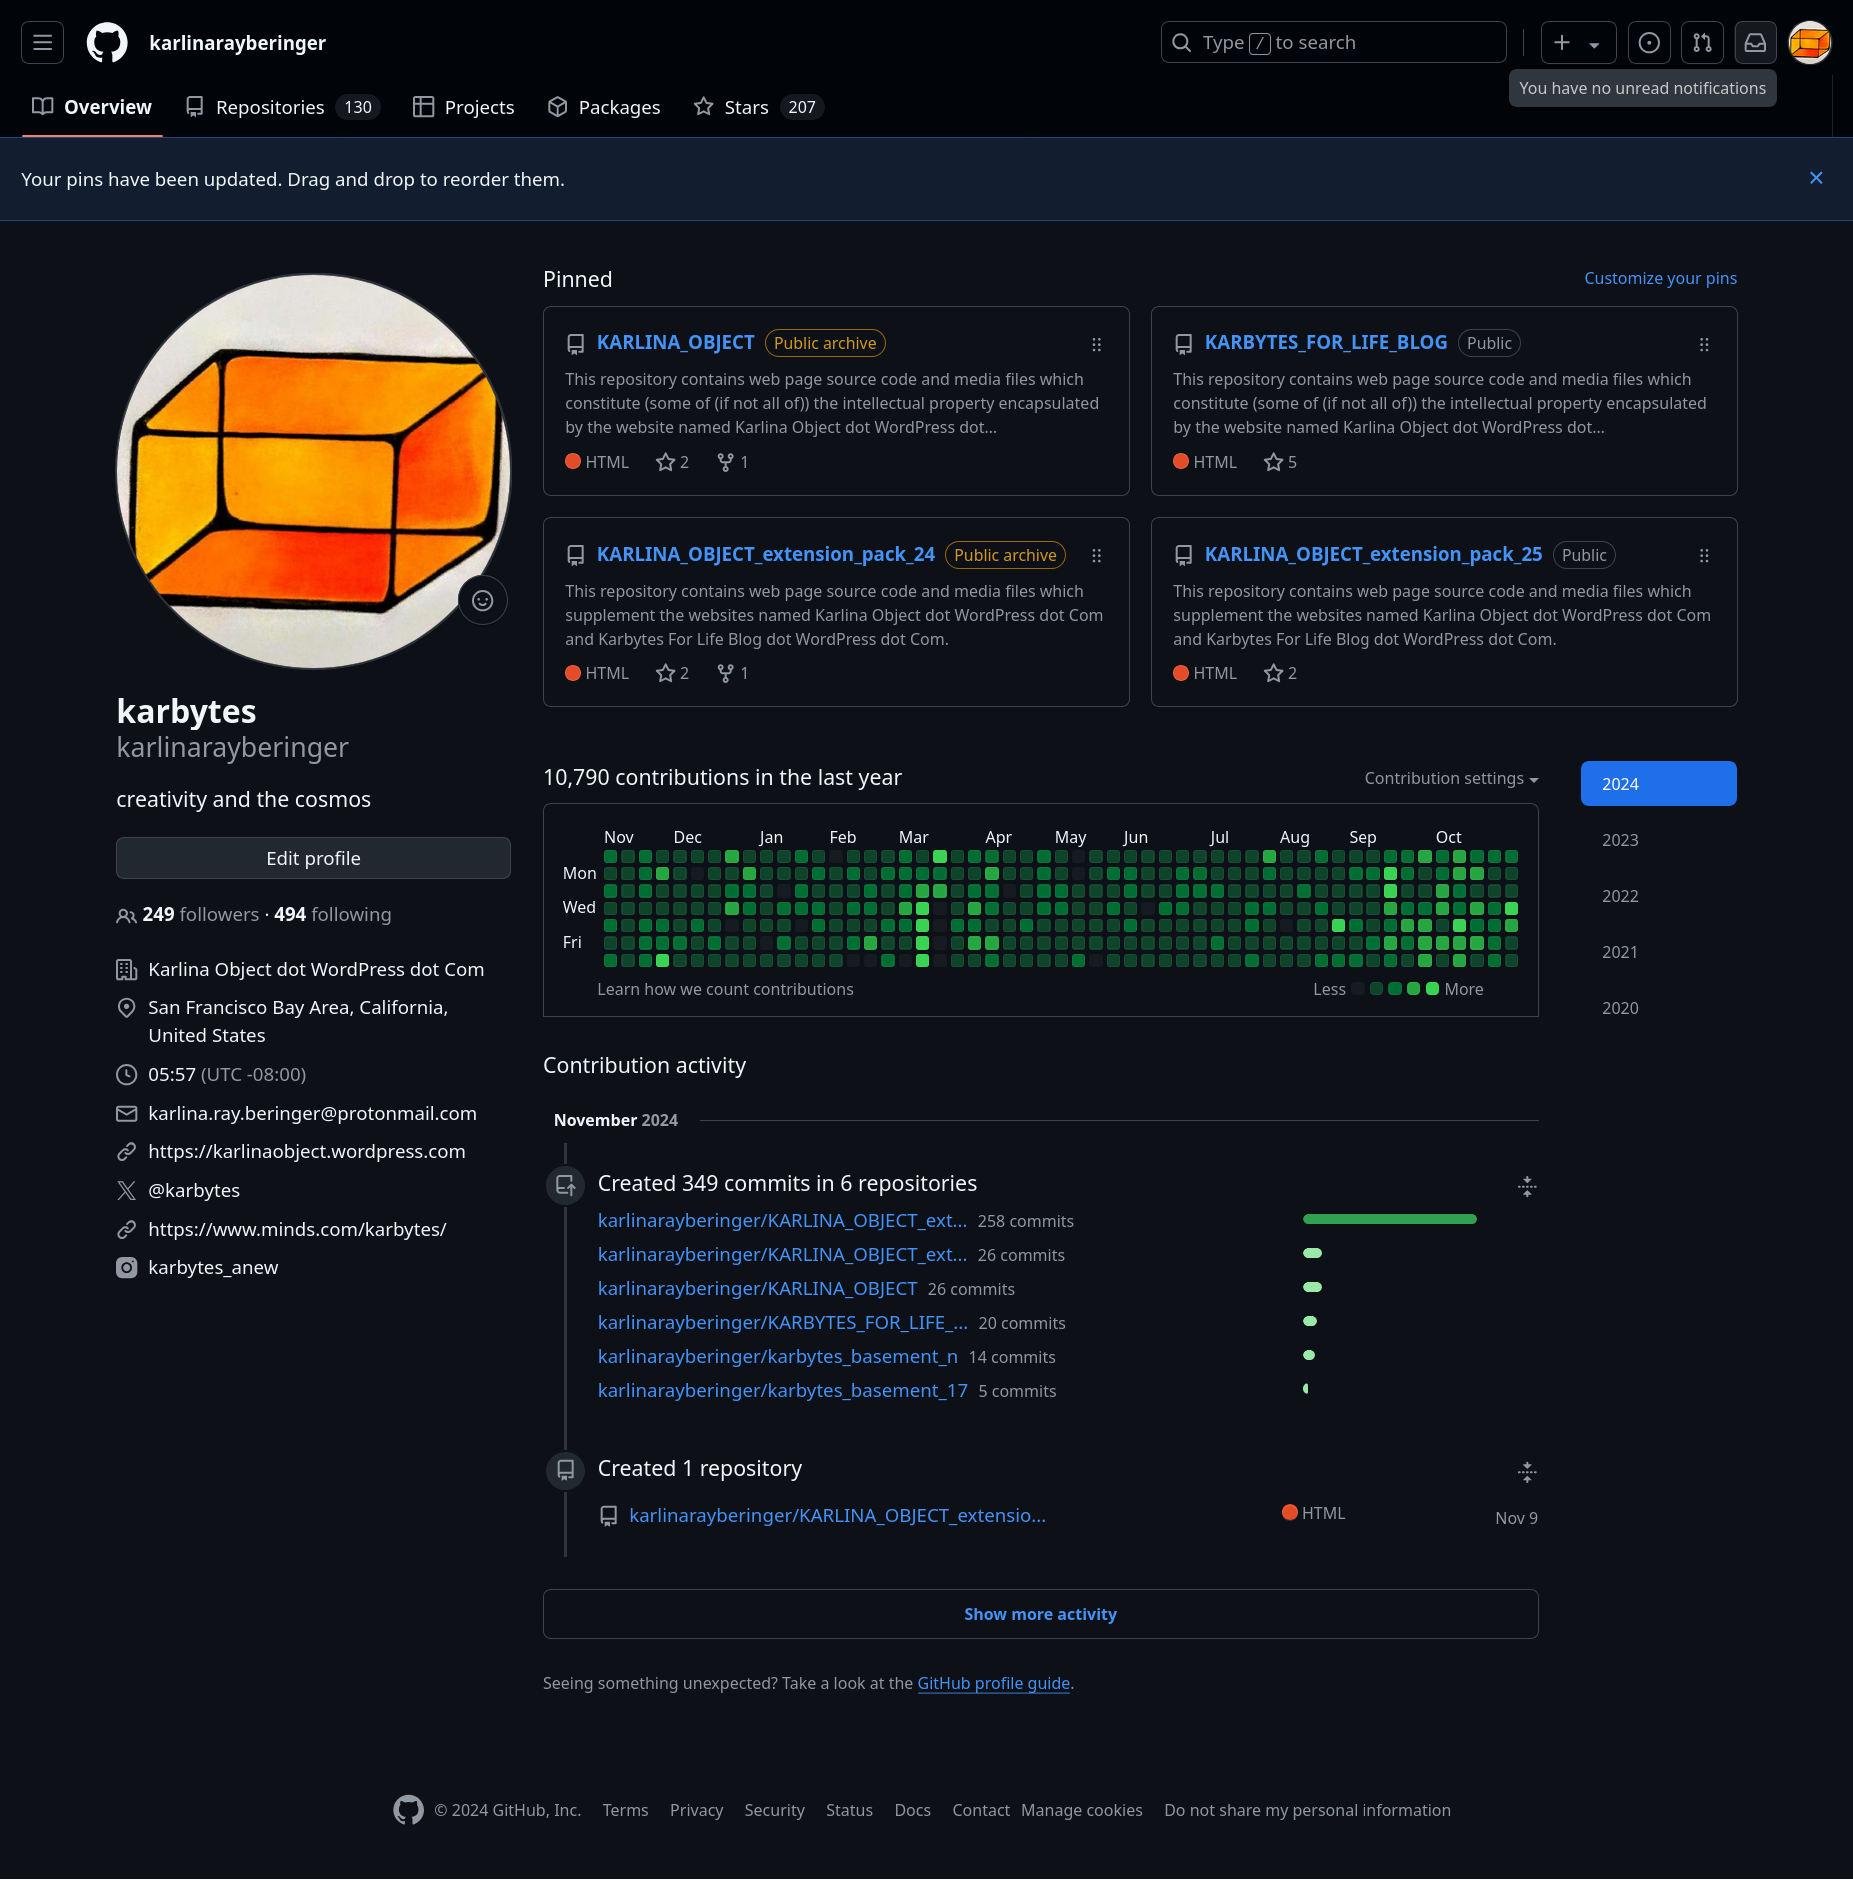 karlinarayberinger
Type / to search
Overview Repositories 130 Projects Packages Stars 207
You have no unread notifications
Your pins have been updated. Drag and drop to reorder them.
Pinned
Customize your pins
KARLINA_OBJECT Public archive
This repository contains web page source code and media files which
constitute (some of (if not all of)) the intellectual property encapsulated
by the website named Karlina Object dot WordPress dot...
HTML 2 1
KARBYTES_FOR_LIFE_BLOG Public
This repository contains web page source code and media files which
constitute (some of (if not all of)) the intellectual property encapsulated
by the website named Karlina Object dot WordPress dot...
HTML 5
KARLINA_OBJECT_extension_pack_24 Public archive
This repository contains web page source code and media files which
supplement the websites named Karlina Object dot WordPress dot Com
and Karbytes For Life Blog dot WordPress dot Com.
HTML 2 1
KARLINA_OBJECT_extension_pack_25 Public
This repository contains web page source code and media files which
supplement the websites named Karlina Object dot WordPress dot Com
and Karbytes For Life Blog dot WordPress dot Com.
HTML 2
karbytes
karlinarayberinger
creativity and the cosmos
Edit profile
249 followers · 494 following
Karlina Object dot WordPress dot Com
San Francisco Bay Area, California,
United States
05:57 (UTC -08:00)
karlina.ray.beringer@protonmail.com
https://karlinaobject.wordpress.com
@karbytes
https://www.minds.com/karbytes/
karbytes_anew
10,790 contributions in the last year
Contribution settings
2024
2023
2022
2021
2020
Nov Dec Jan Feb Mar Apr May Jun Jul Aug Sep Oct
Mon
Wed
Fri
Learn how we count contributions
Less More
Contribution activity
November 2024
Created 349 commits in 6 repositories
karlinarayberinger/KARLINA_OBJECT_ext... 258 commits
karlinarayberinger/KARLINA_OBJECT_ext... 26 commits
karlinarayberinger/KARLINA_OBJECT 26 commits
karlinarayberinger/KARBYTES_FOR_LIFE_... 20 commits
karlinarayberinger/karbytes_basement_n 14 commits
karlinarayberinger/karbytes_basement_17 5 commits
Created 1 repository
karlinarayberinger/KARLINA_OBJECT_extensio... HTML Nov 9
Show more activity
Seeing something unexpected? Take a look at the GitHub profile guide.
© 2024 GitHub, Inc. Terms Privacy Security Status Docs Contact Manage cookies Do not share my personal information